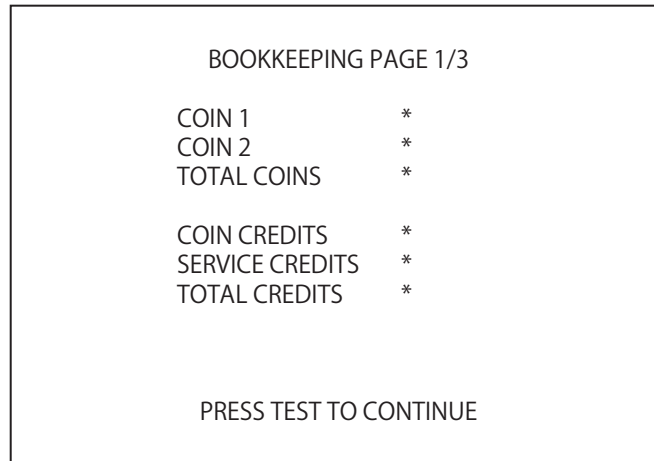 BOOKKEEPING PAGE 1/3
COIN 1 *
COIN 2 *
TOTAL COINS *
COIN CREDITS *
SERVICE CREDITS *
TOTAL CREDITS *
PRESS TEST TO CONTINUE